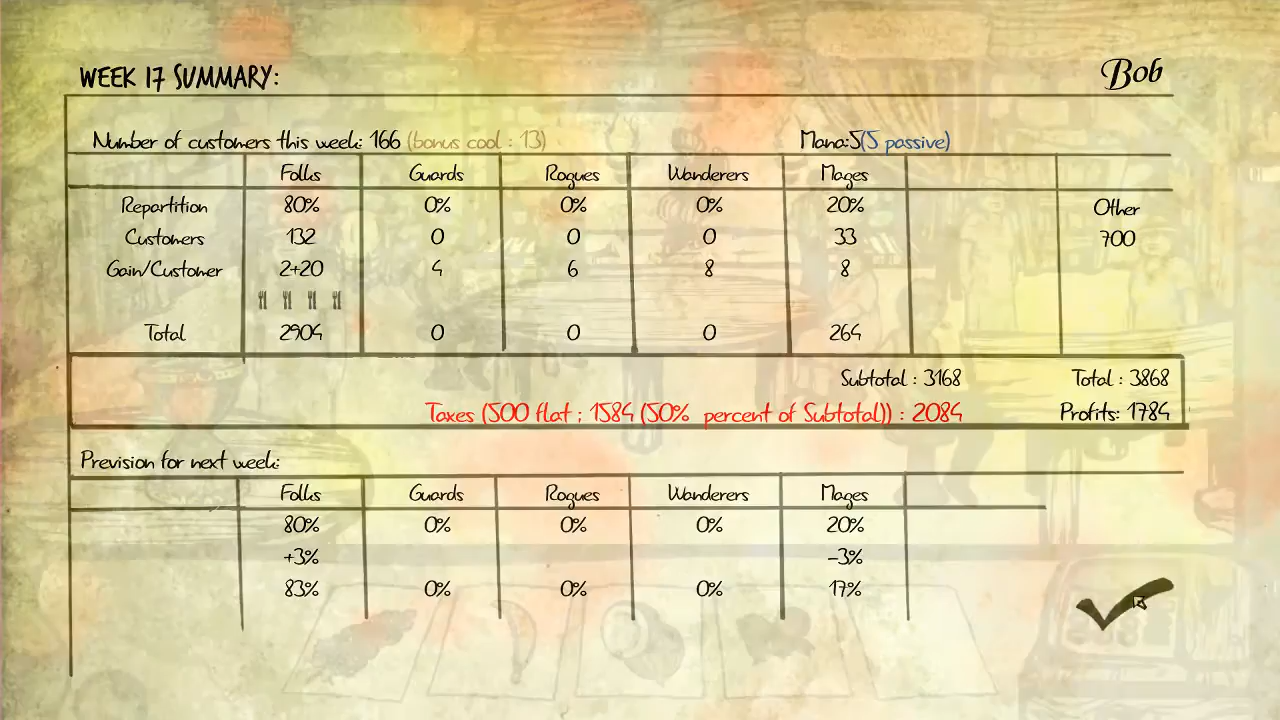 WEEK 17 SUMMARY: Bob
Number of customers this week: 166 (bonus cool : 13) Mana:5(5 passive)
Folks Guards Rogues Wanderers Mages
Repartition 80% 0% 0% 0% 20% Other
Customers 132 0 0 0 33 700
Gain/Customer 2+20 4 6 8 8
Total 2904 0 0 0 264
Subtotal : 3168 Total : 3868
Taxes (500 flat ; 1584 (50% percent of Subtotal)) : 2084 Profits: 1784
Prevision for next week:
Folks Guards Rogues Wanderers Mages
80% 0% 0% 0% 20%
+3% -3%
83% 0% 0% 0% 17%